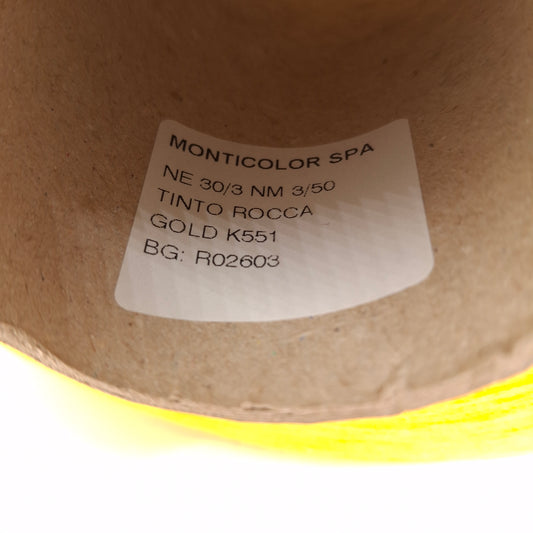 MONTICOLOR SPA
NE 30/3 NM 3/50
TINTO ROCCA
GOLD K551
BG: R02603